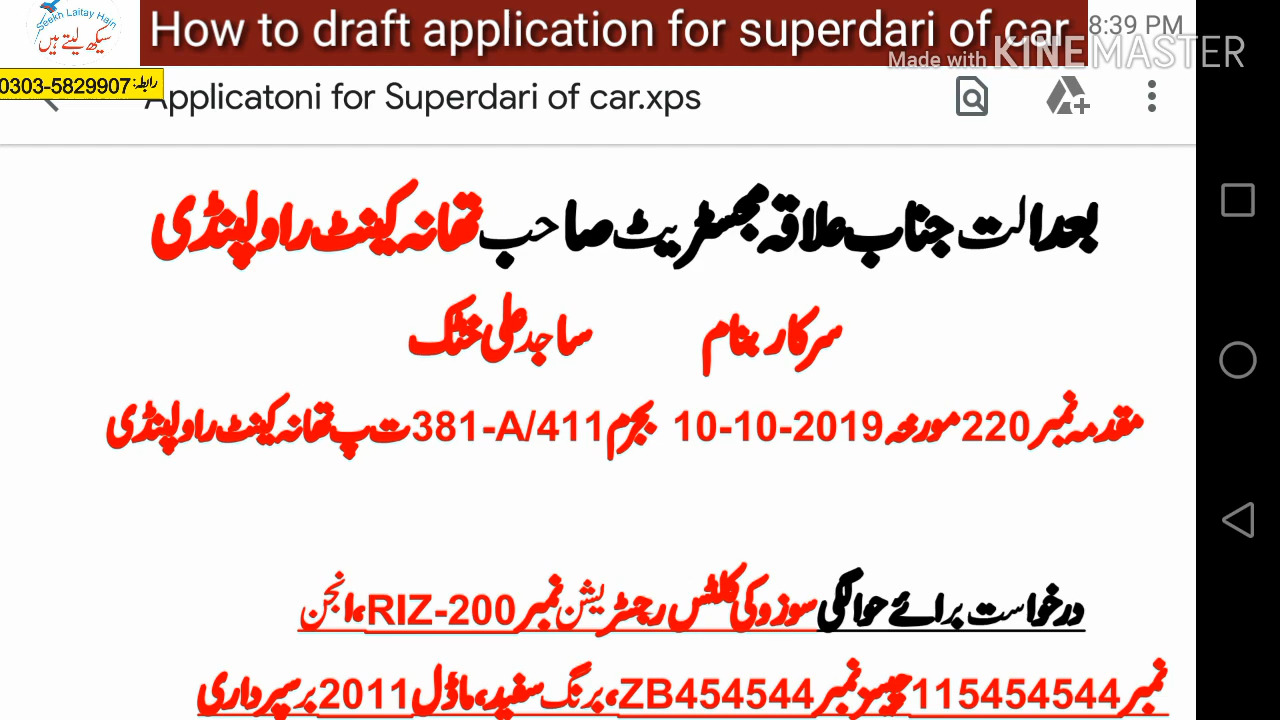 Seekh Laitay Hain
سیکھ لیتے ہیں
How to draft application for superdari of car
8:39 PM
Made with KINEMASTER
رابطہ: 0303-5829907
Applicatoni for Superdari of car.xps
بعدالت جناب علاقہ مجسٹریٹ صاحب تھانہ کینٹ راولپنڈی
سرکار بنام ساجد علی خٹک
مقدمہ نمبر 220 مورخہ 10-10-2019 بجرم 381-A/411 ت پ تھانہ کینٹ راولپنڈی
درخواست برائے حوالگی سوزوکی کلٹس رجسٹریشن نمبر RIZ-200، انجن
نمبر 115454544 چیسز نمبر ZB454544، برنگ سفید، ماڈل 2011 بر سپرداری